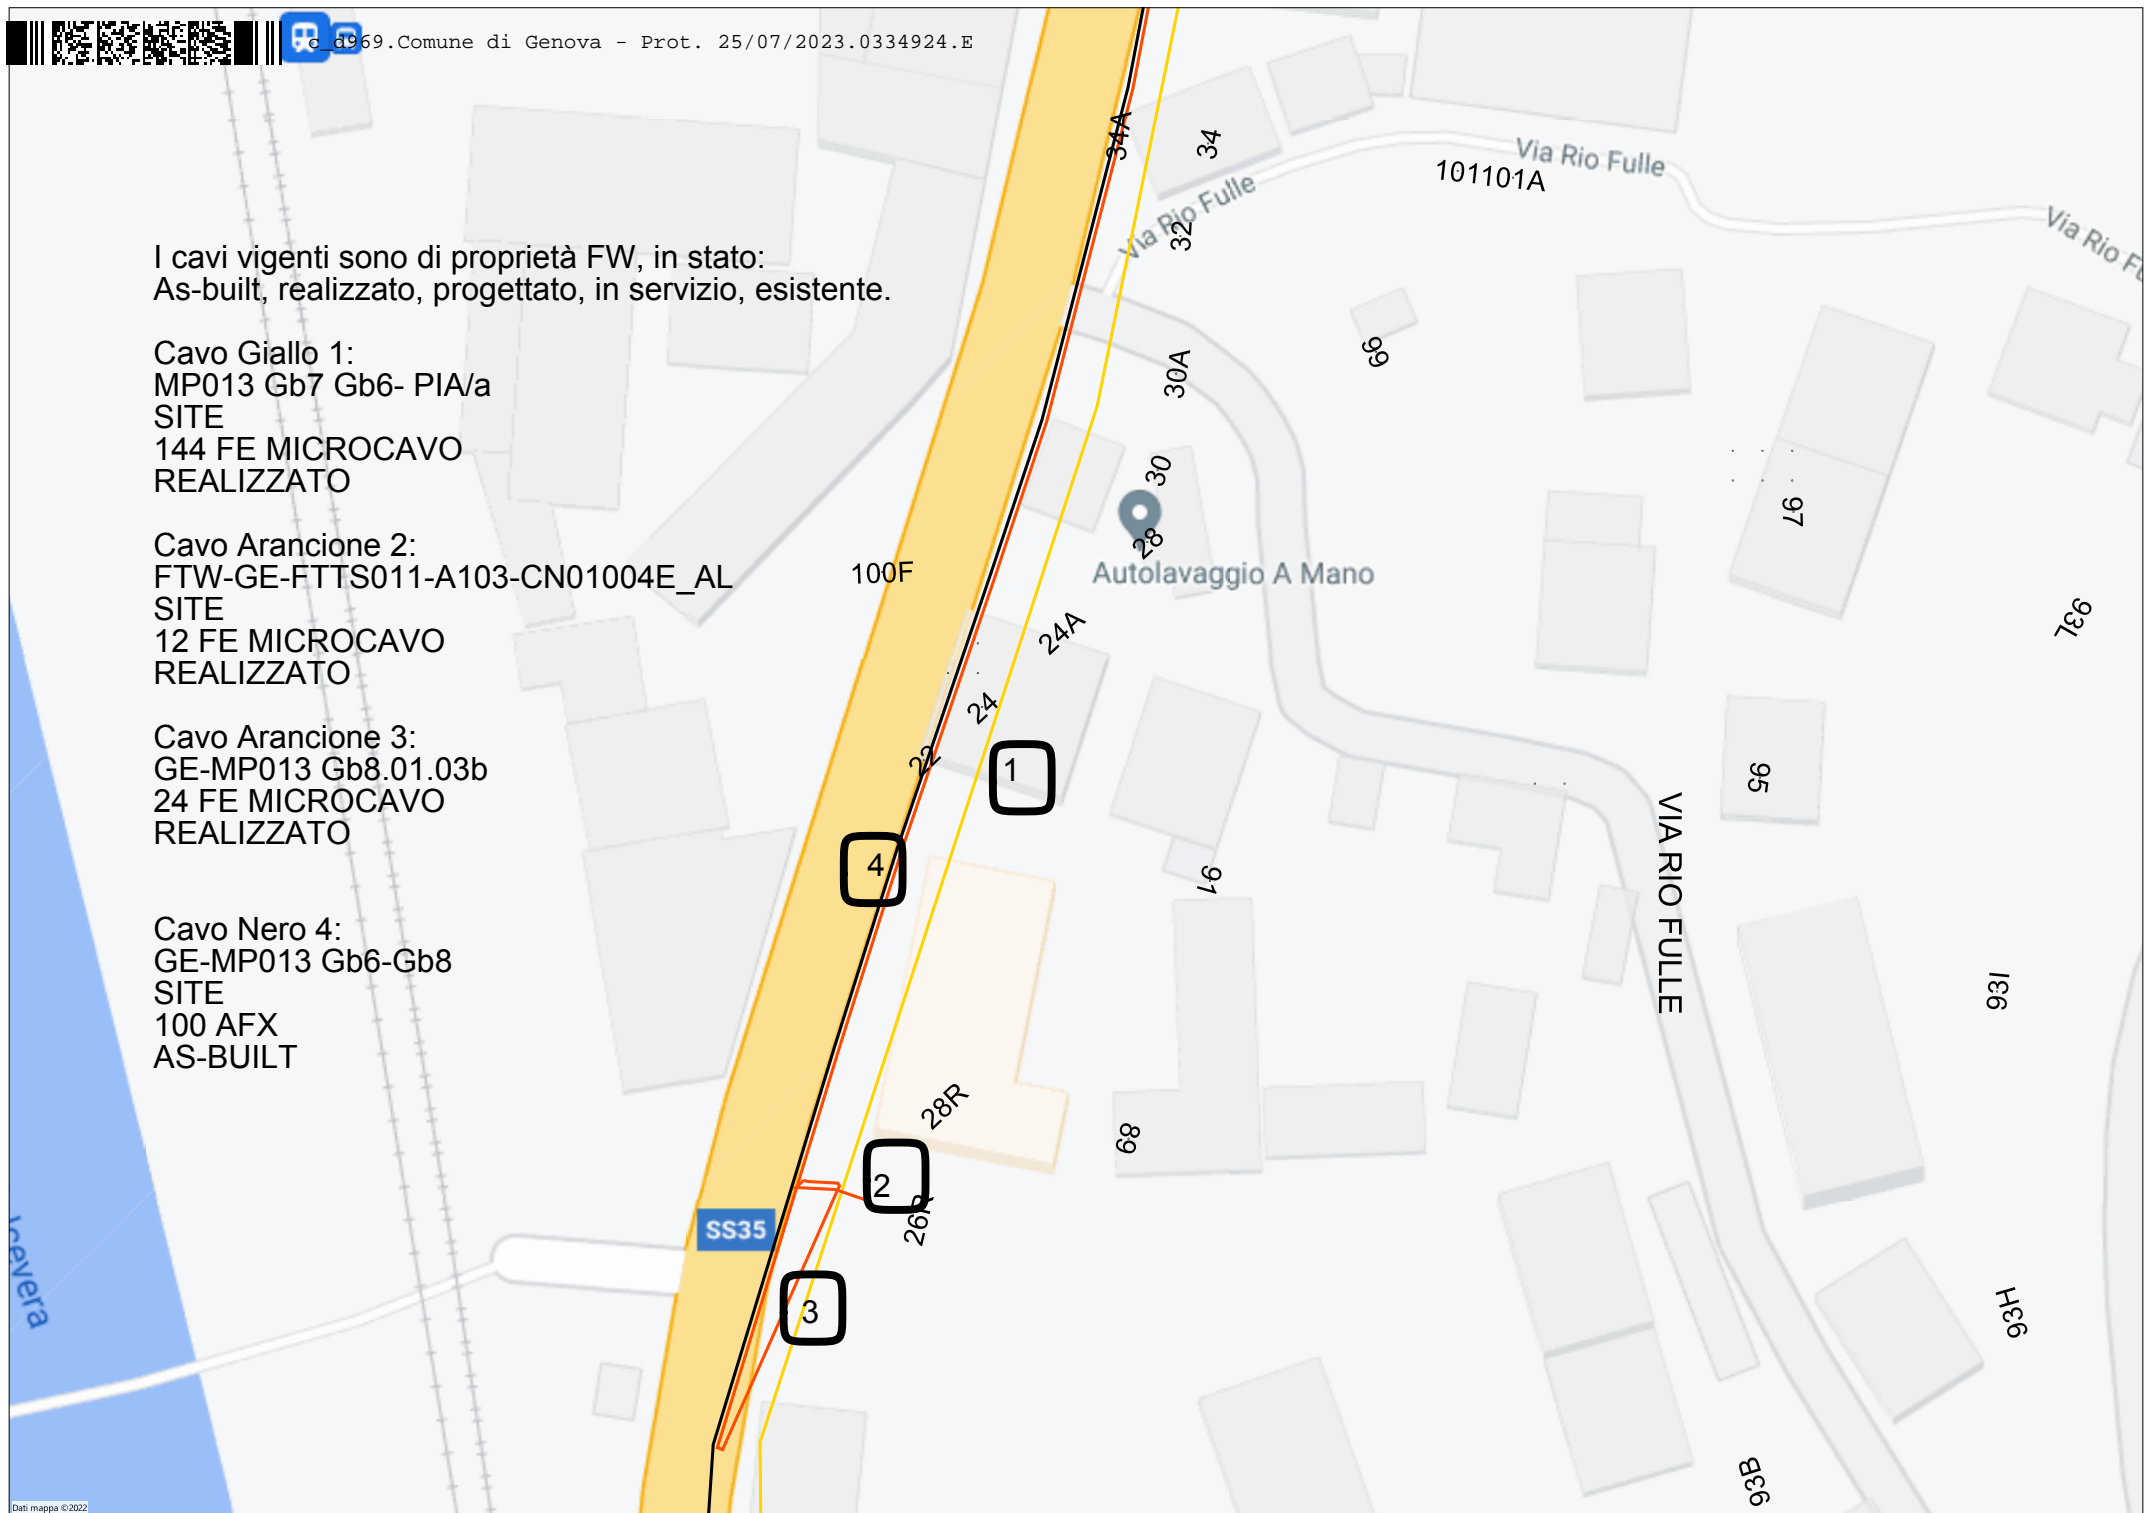 c_d969.Comune di Genova - Prot. 25/07/2023.0334924.E
I cavi vigenti sono di proprietà FW, in stato:
As-built, realizzato, progettato, in servizio, esistente.
Cavo Giallo 1:
MP013 Gb7 Gb6- PIA/a
SITE
144 FE MICROCAVO
REALIZZATO
Cavo Arancione 2:
FTW-GE-FTTS011-A103-CN01004E_AL
SITE
12 FE MICROCAVO
REALIZZATO
Cavo Arancione 3:
GE-MP013 Gb8.01.03b
24 FE MICROCAVO
REALIZZATO
Cavo Nero 4:
GE-MP013 Gb6-Gb8
SITE
100 AFX
AS-BUILT
34A
34
Via Rio Fulle
101101A
Via Rio Fulle
32
Via Rio Fu
30A
99
30
28
Autolavaggio A Mano
97
100F
24A
93L
24
22
1
95
4
91
VIA RIO FULLE
93I
28R
89
2
26R
SS35
3
93H
93B
lcevera
Dati mappa ©2022